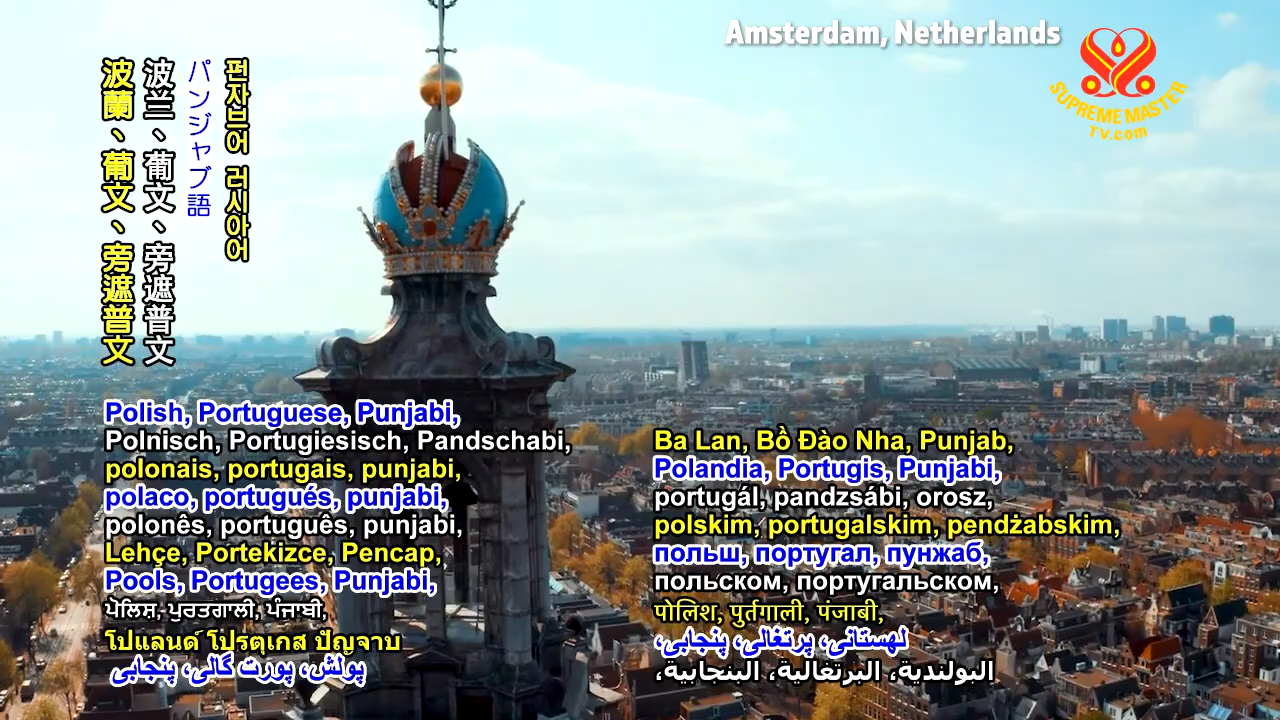 Amsterdam, Netherlands
SUPREME MASTER
TV.com
펀자브어 러시아어
パンジャブ語
波兰、葡文、旁遮普文
波蘭、葡文、旁遮普文
Polish, Portuguese, Punjabi,
Polnisch, Portugiesisch, Pandschabi,
polonais, portugais, punjabi,
polaco, portugués, punjabi,
polonês, português, punjabi,
Lehçe, Portekizce, Pencap,
Pools, Portugees, Punjabi,
ਪੋਲਿਸ਼, ਪੁਰਤਗਾਲੀ, ਪੰਜਾਬੀ,
โปแลนด์ โปรตุเกส ปัญจาบ
پولش، پورت گالی، پنجابی
Ba Lan, Bồ Đào Nha, Punjab,
Polandia, Portugis, Punjabi,
portugál, pandzsábi, orosz,
polskim, portugalskim, pendżabskim,
польш, португал, пунжаб,
польском, португальском,
पोलिश, पुर्तगाली, पंजाबी,
لهستانی، پرتغالی، پنجابی،
البولندية، البرتغالية، البنجابية،